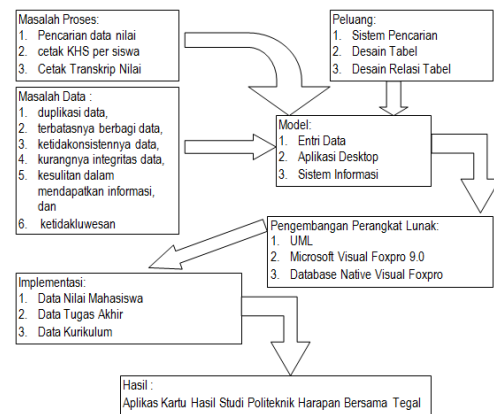 Masalah Proses:
1. Pencarian data nilai
2. cetak KHS per siswa
3. Cetak Transkrip Nilai
Peluang:
1. Sistem Pencarian
2. Desain Tabel
3. Desain Relasi Tabel
Masalah Data :
1. duplikasi data,
2. terbatasnya berbagi data,
3. ketidakonsistennya data,
4. kurangnya integritas data,
5. kesulitan dalam
mendapatkan informasi,
dan
6. ketidakluwesan
Model:
1. Entri Data
2. Aplikasi Desktop
3. Sistem Informasi
Pengembangan Perangkat Lunak:
1. UML
2. Microsoft Visual Foxpro 9.0
3. Database Native Visual Foxpro
Implementasi:
1. Data Nilai Mahasiswa
2. Data Tugas Akhir
3. Data Kurikulum
Hasil :
Aplikas Kartu Hasil Studi Politeknik Harapan Bersama Tegal